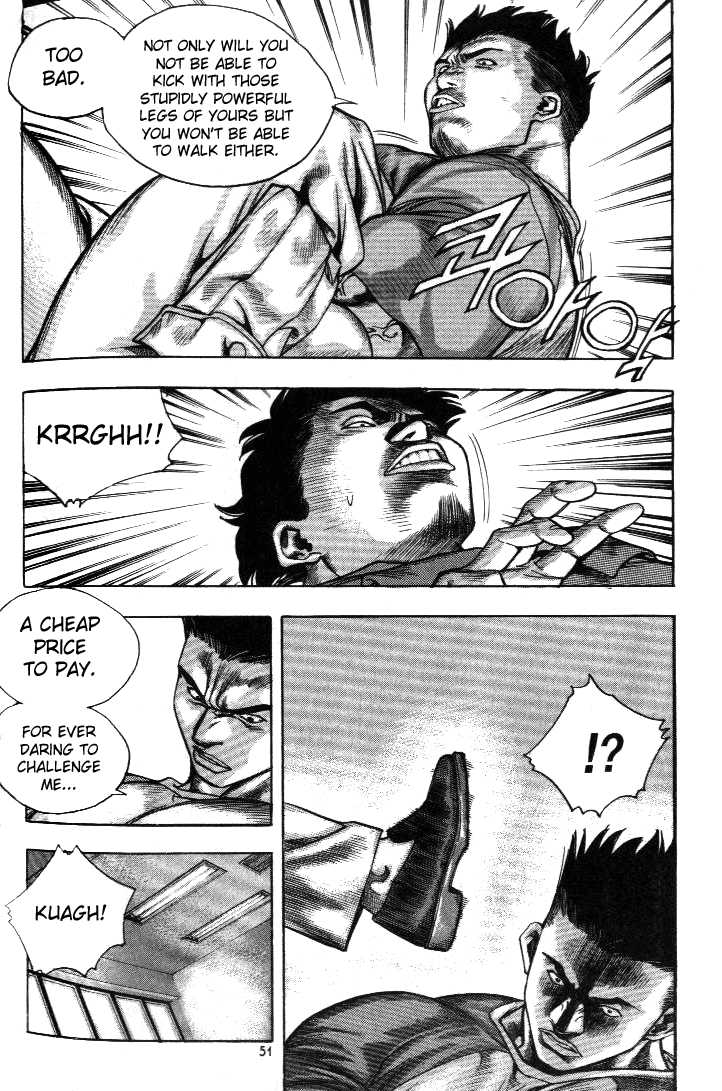 TOO
BAD.
NOT ONLY WILL YOU
NOT BE ABLE TO
KICK WITH THOSE
STUPIDLY POWERFUL
LEGS OF YOURS BUT
YOU WON'T BE ABLE
TO WALK EITHER.
콰아아아
KRRGHH!!
A CHEAP
PRICE
TO PAY.
FOR EVER
DARING TO
CHALLENGE
ME...
!?
KUAGH!
51